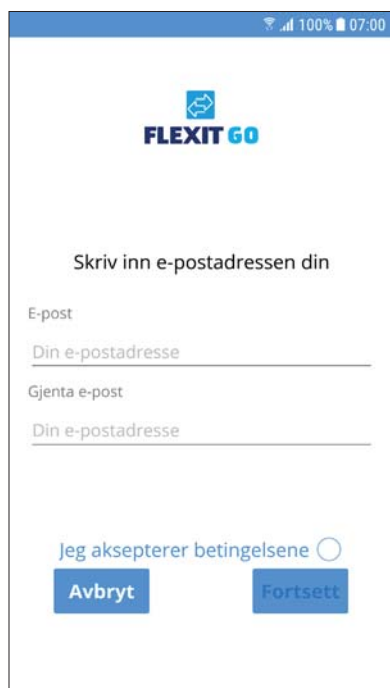 100% 07:00
FLEXIT GO
Skriv inn e-postadressen din
E-post
Din e-postadresse
Gjenta e-post
Din e-postadresse
Jeg aksepterer betingelsene
Avbryt Fortsett